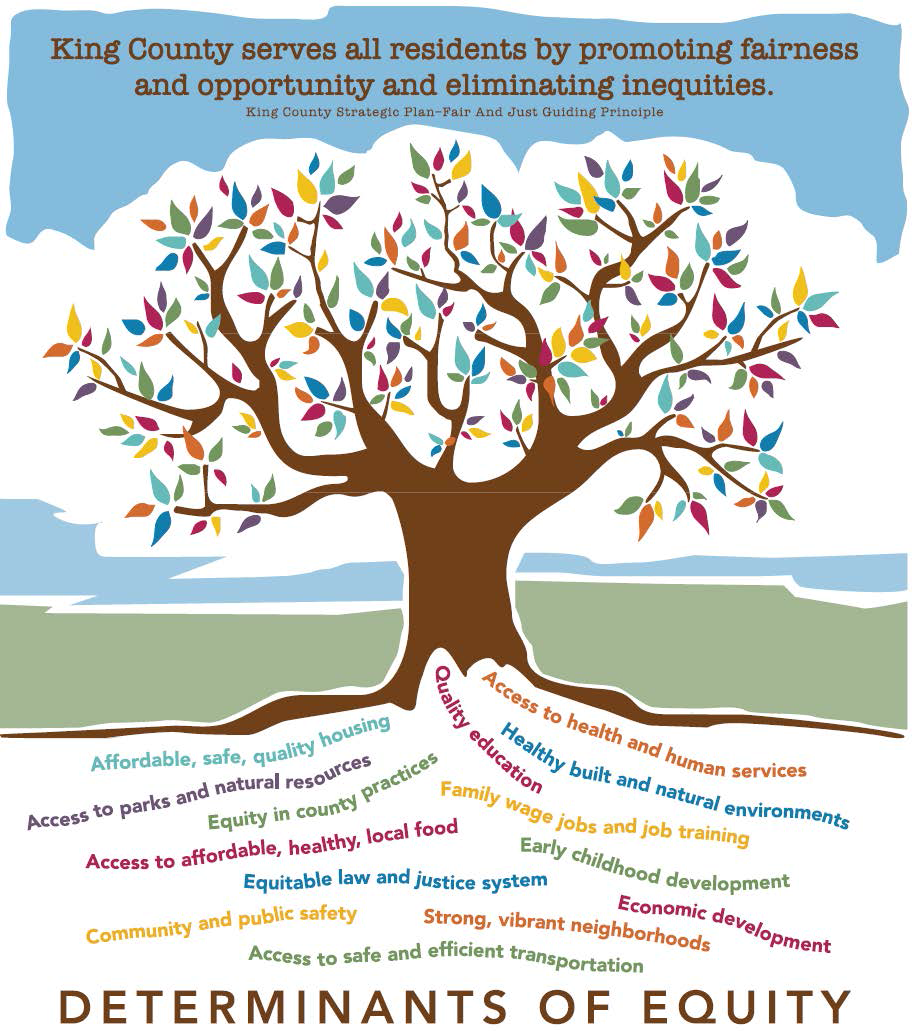 King County serves all residents by promoting fairness
and opportunity and eliminating inequities.
King County Strategic Plan–Fair And Just Guiding Principle
Quality education
Access to health and human services
Affordable, safe, quality housing
Healthy built and natural environments
Access to parks and natural resources
Equity in county practices
Family wage jobs and job training
Access to affordable, healthy, local food
Early childhood development
Equitable law and justice system
Economic development
Community and public safety
Strong, vibrant neighborhoods
Access to safe and efficient transportation
DETERMINANTS OF EQUITY